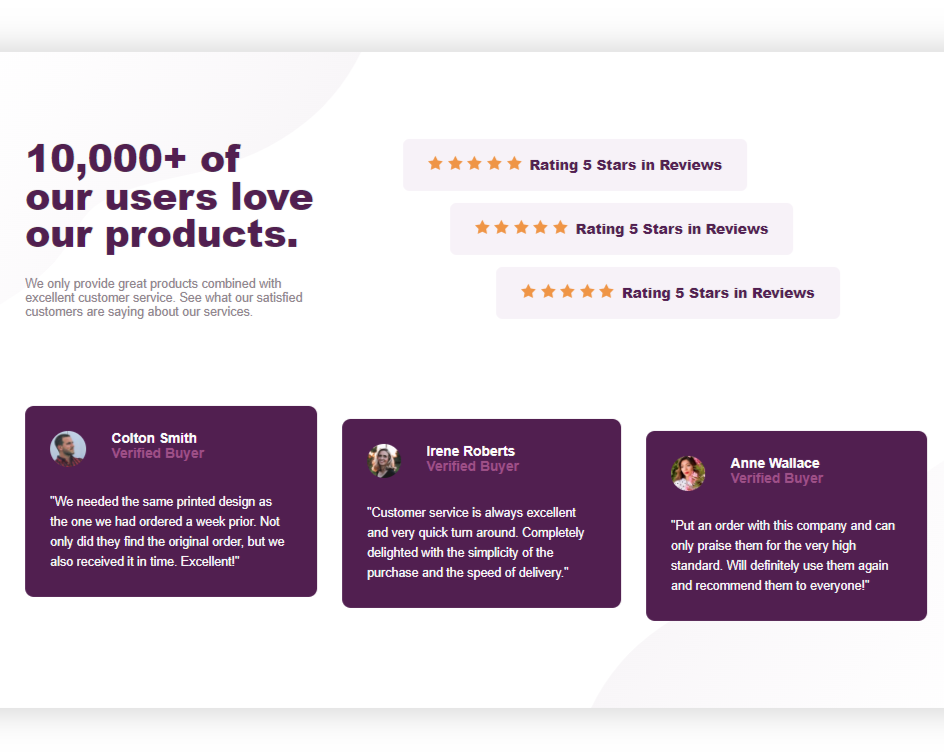 10,000+ of
our users love
our products.
We only provide great products combined with
excellent customer service. See what our satisfied
customers are saying about our services.
Rating 5 Stars in Reviews
Rating 5 Stars in Reviews
Rating 5 Stars in Reviews
Colton Smith
Verified Buyer
"We needed the same printed design as
the one we had ordered a week prior. Not
only did they find the original order, but we
also received it in time. Excellent!"
Irene Roberts
Verified Buyer
"Customer service is always excellent
and very quick turn around. Completely
delighted with the simplicity of the
purchase and the speed of delivery."
Anne Wallace
Verified Buyer
"Put an order with this company and can
only praise them for the very high
standard. Will definitely use them again
and recommend them to everyone!"